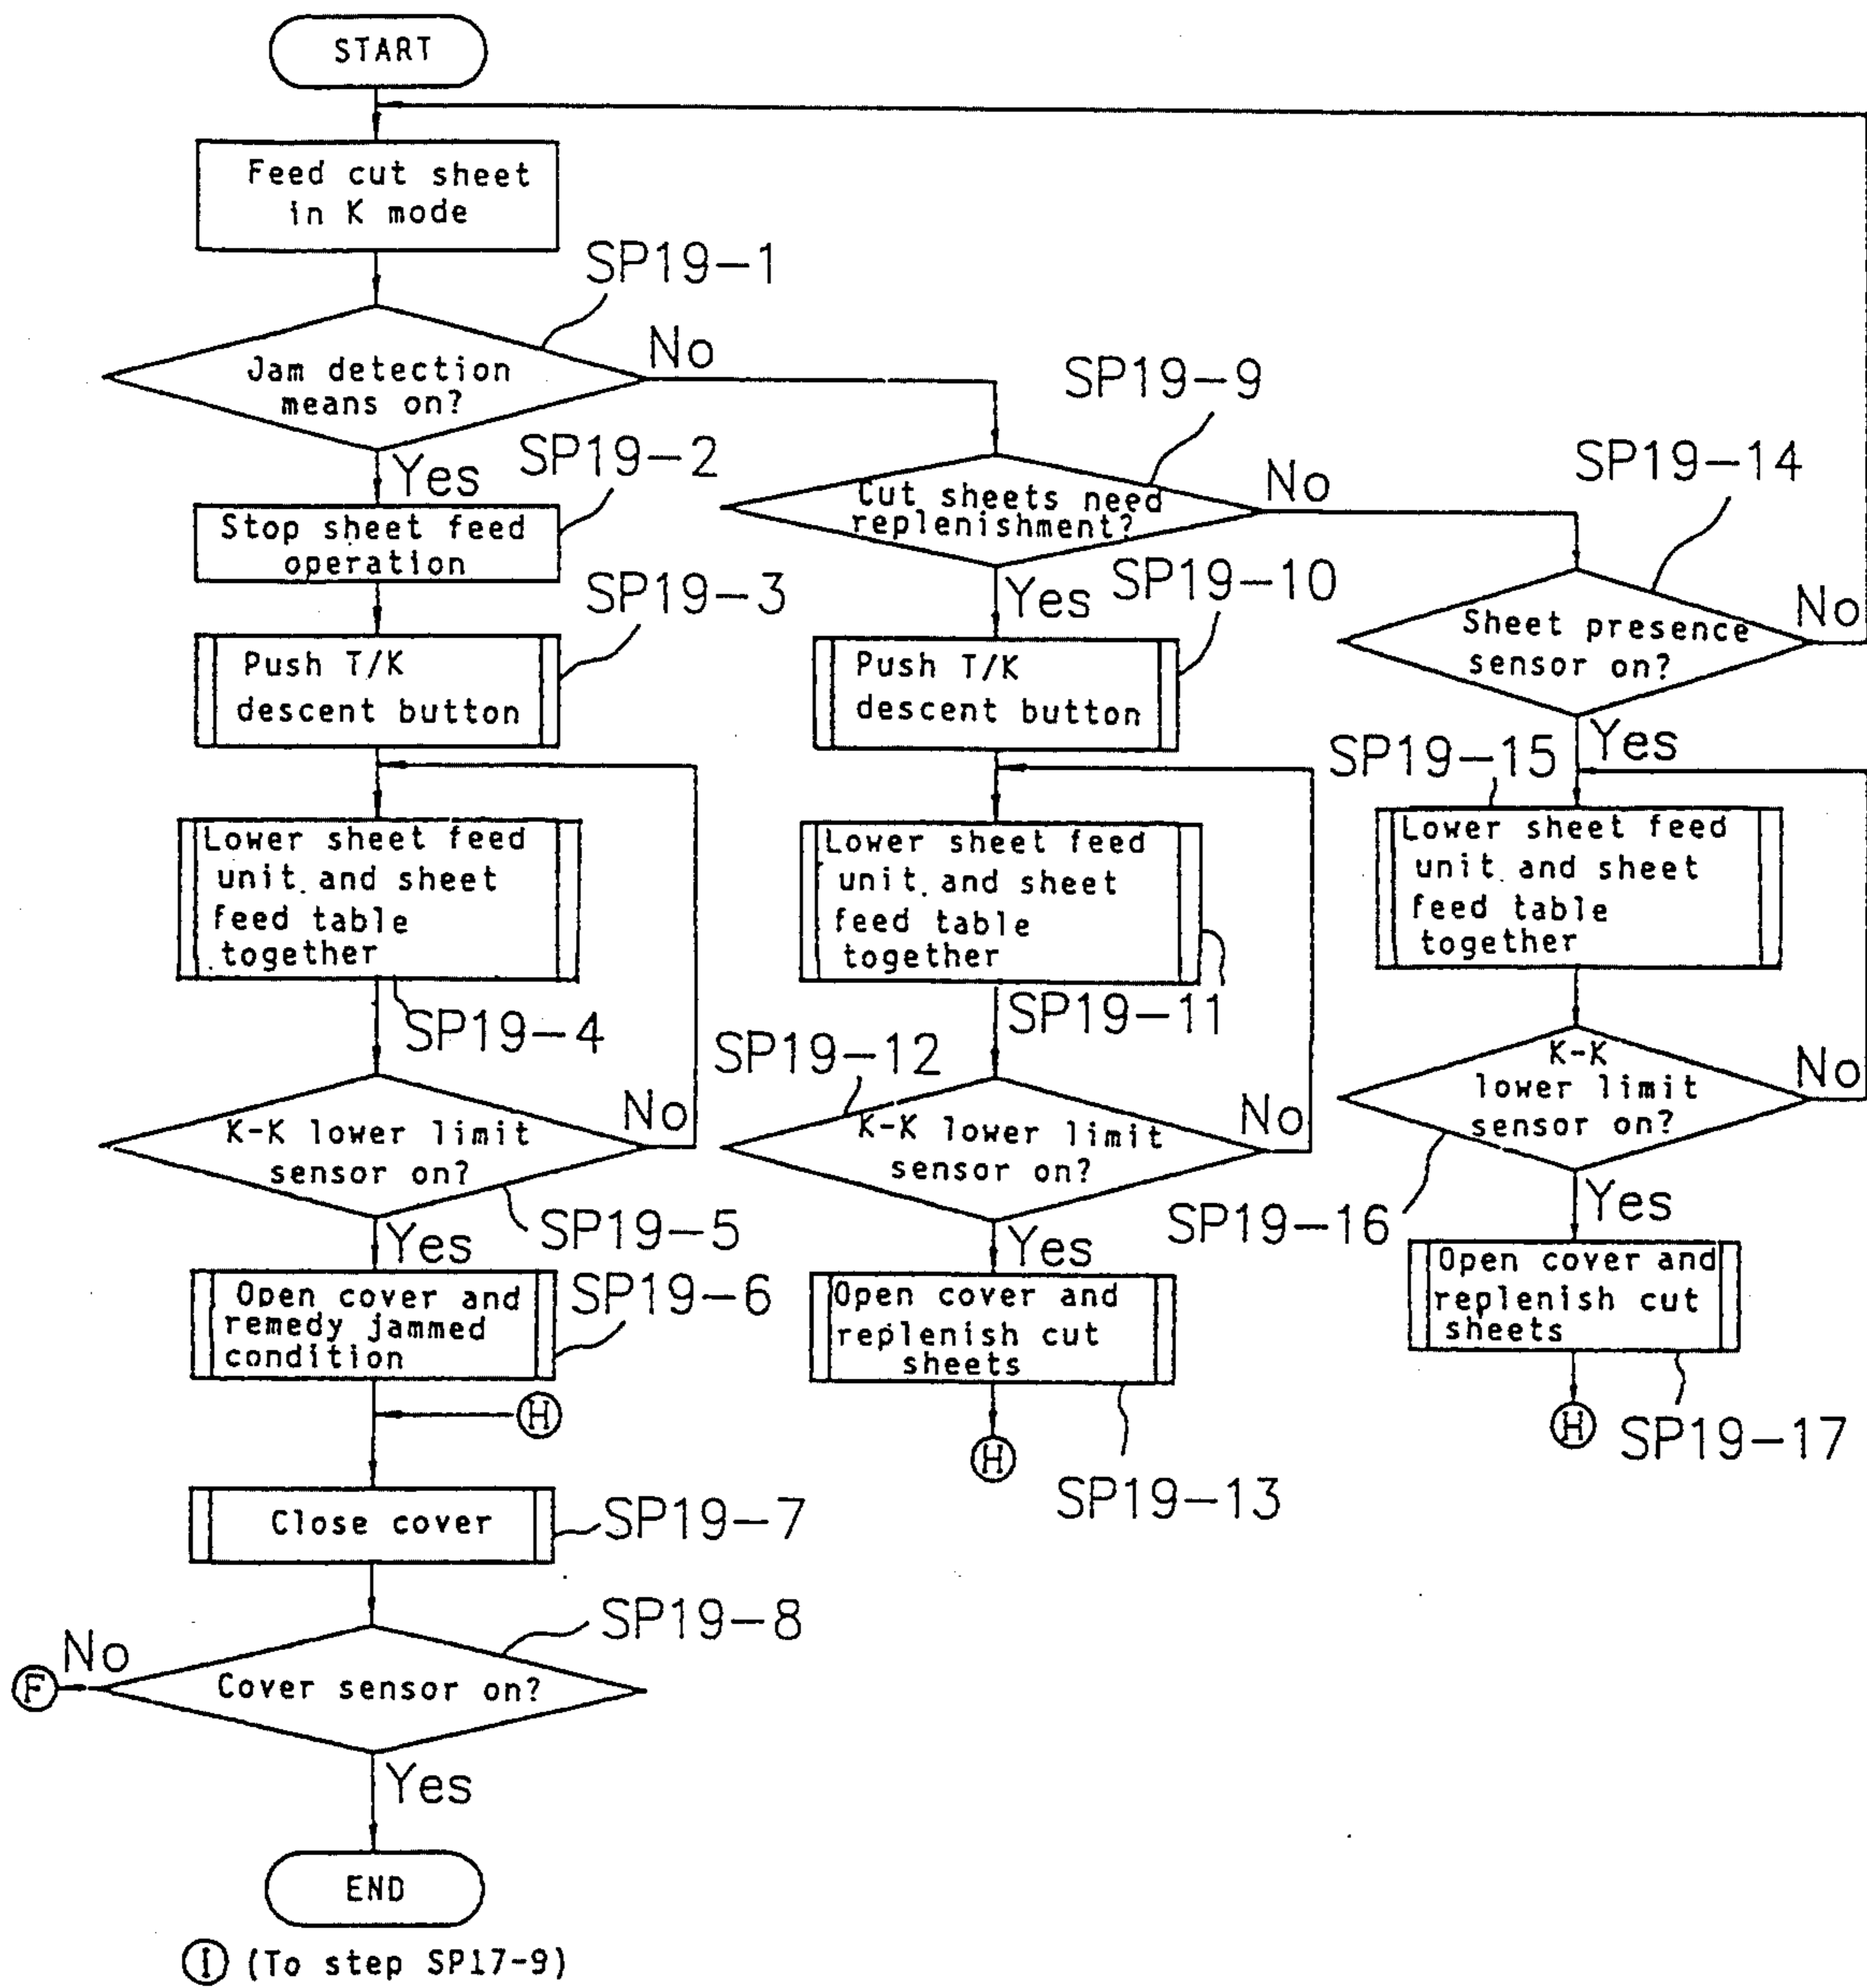 START
Feed cut sheet
in K mode
SP19-1
Jam detection
means on?
No
Yes
SP19-2
Stop sheet feed
operation
SP19-3
Push T/K
descent button
Lower sheet feed
unit and sheet
feed table
together
SP19-4
K-K lower limit
sensor on?
No
SP19-5
Yes
Open cover and
remedy jammed
condition
SP19-6
H
Close cover
SP19-7
SP19-8
Cover sensor on?
No
F
Yes
END
I (To step SP17-9)
SP19-9
Cut sheets need
replenishment?
No
Yes
SP19-10
Push T/K
descent button
Lower sheet feed
unit and sheet
feed table
together
SP19-11
SP19-12
K-K lower limit
sensor on?
No
Yes
Open cover and
replenish cut
sheets
H
SP19-13
SP19-14
Sheet presence
sensor on?
No
Yes
SP19-15
Lower sheet feed
unit and sheet
feed table
together
K-K
lower limit
sensor on?
No
SP19-16
Yes
Open cover and
replenish cut
sheets
H
SP19-17